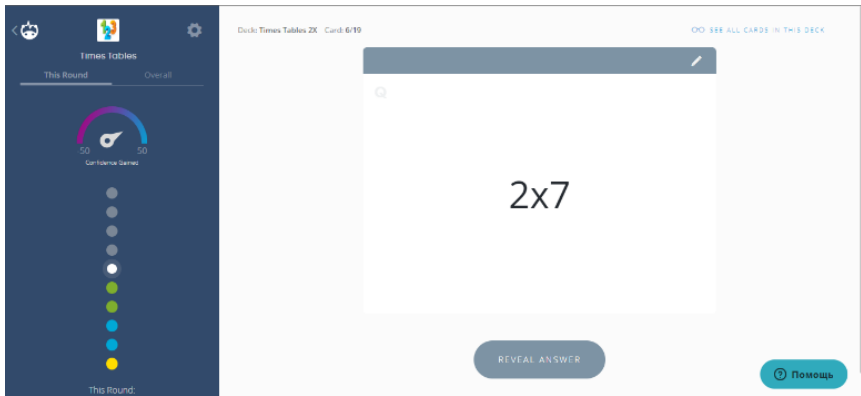 Times Tables
This Round Overall
50 50
Confidence Gained
This Round:
Deck: Times Tables 2X Card: 6/19
SEE ALL CARDS IN THIS DECK
Q
2x7
REVEAL ANSWER
Помощь